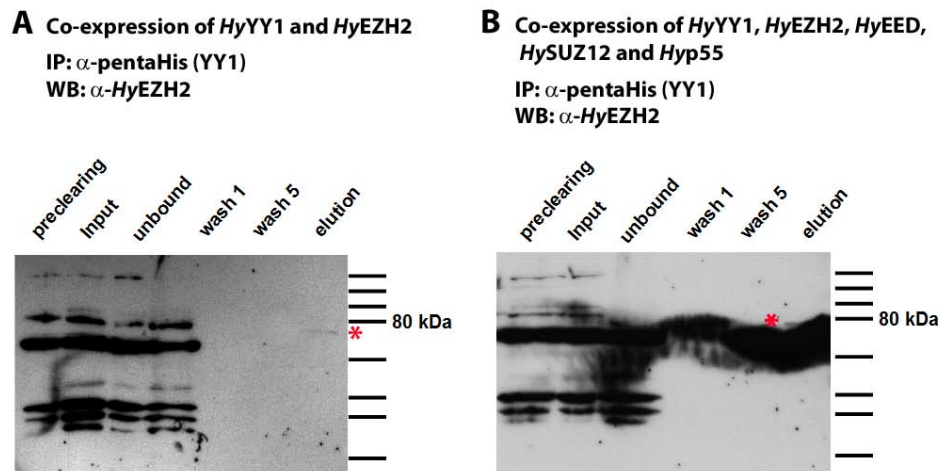 A Co-expression of HyYY1 and HyEZH2
IP: α-pentaHis (YY1)
WB: α-HyEZH2
preclearing
Input
unbound
wash 1
wash 5
elution
80 kDa
*
B Co-expression of HyYY1, HyEZH2, HyEED,
HySUZ12 and Hyp55
IP: α-pentaHis (YY1)
WB: α-HyEZH2
preclearing
Input
unbound
wash 1
wash 5
elution
80 kDa
*